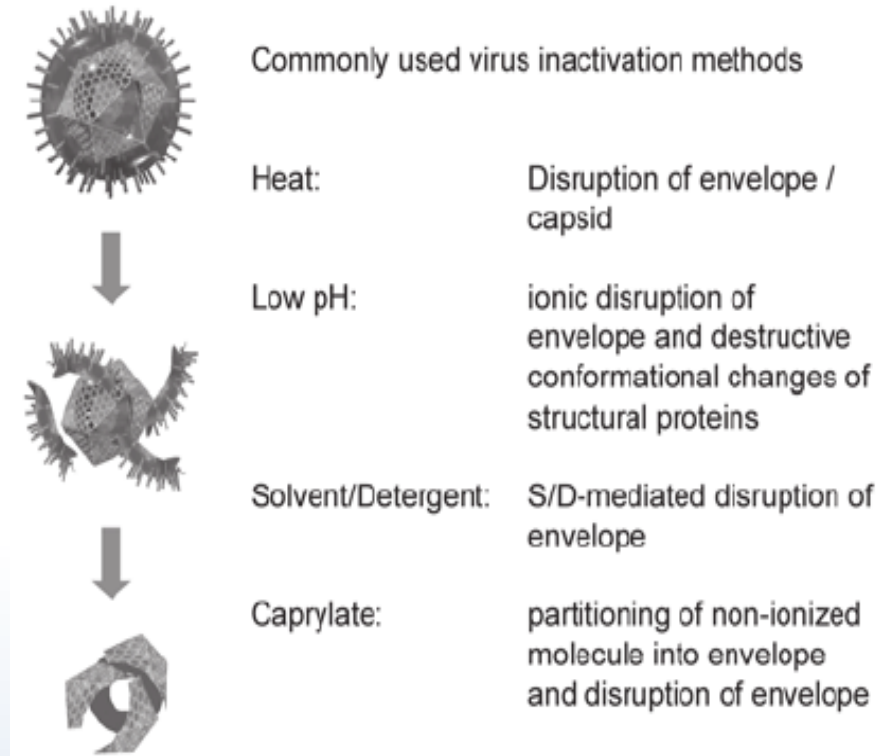 Commonly used virus inactivation methods
Heat: Disruption of envelope /
capsid
Low pH: ionic disruption of
envelope and destructive
conformational changes of
structural proteins
Solvent/Detergent: S/D-mediated disruption of
envelope
Caprylate: partitioning of non-ionized
molecule into envelope
and disruption of envelope